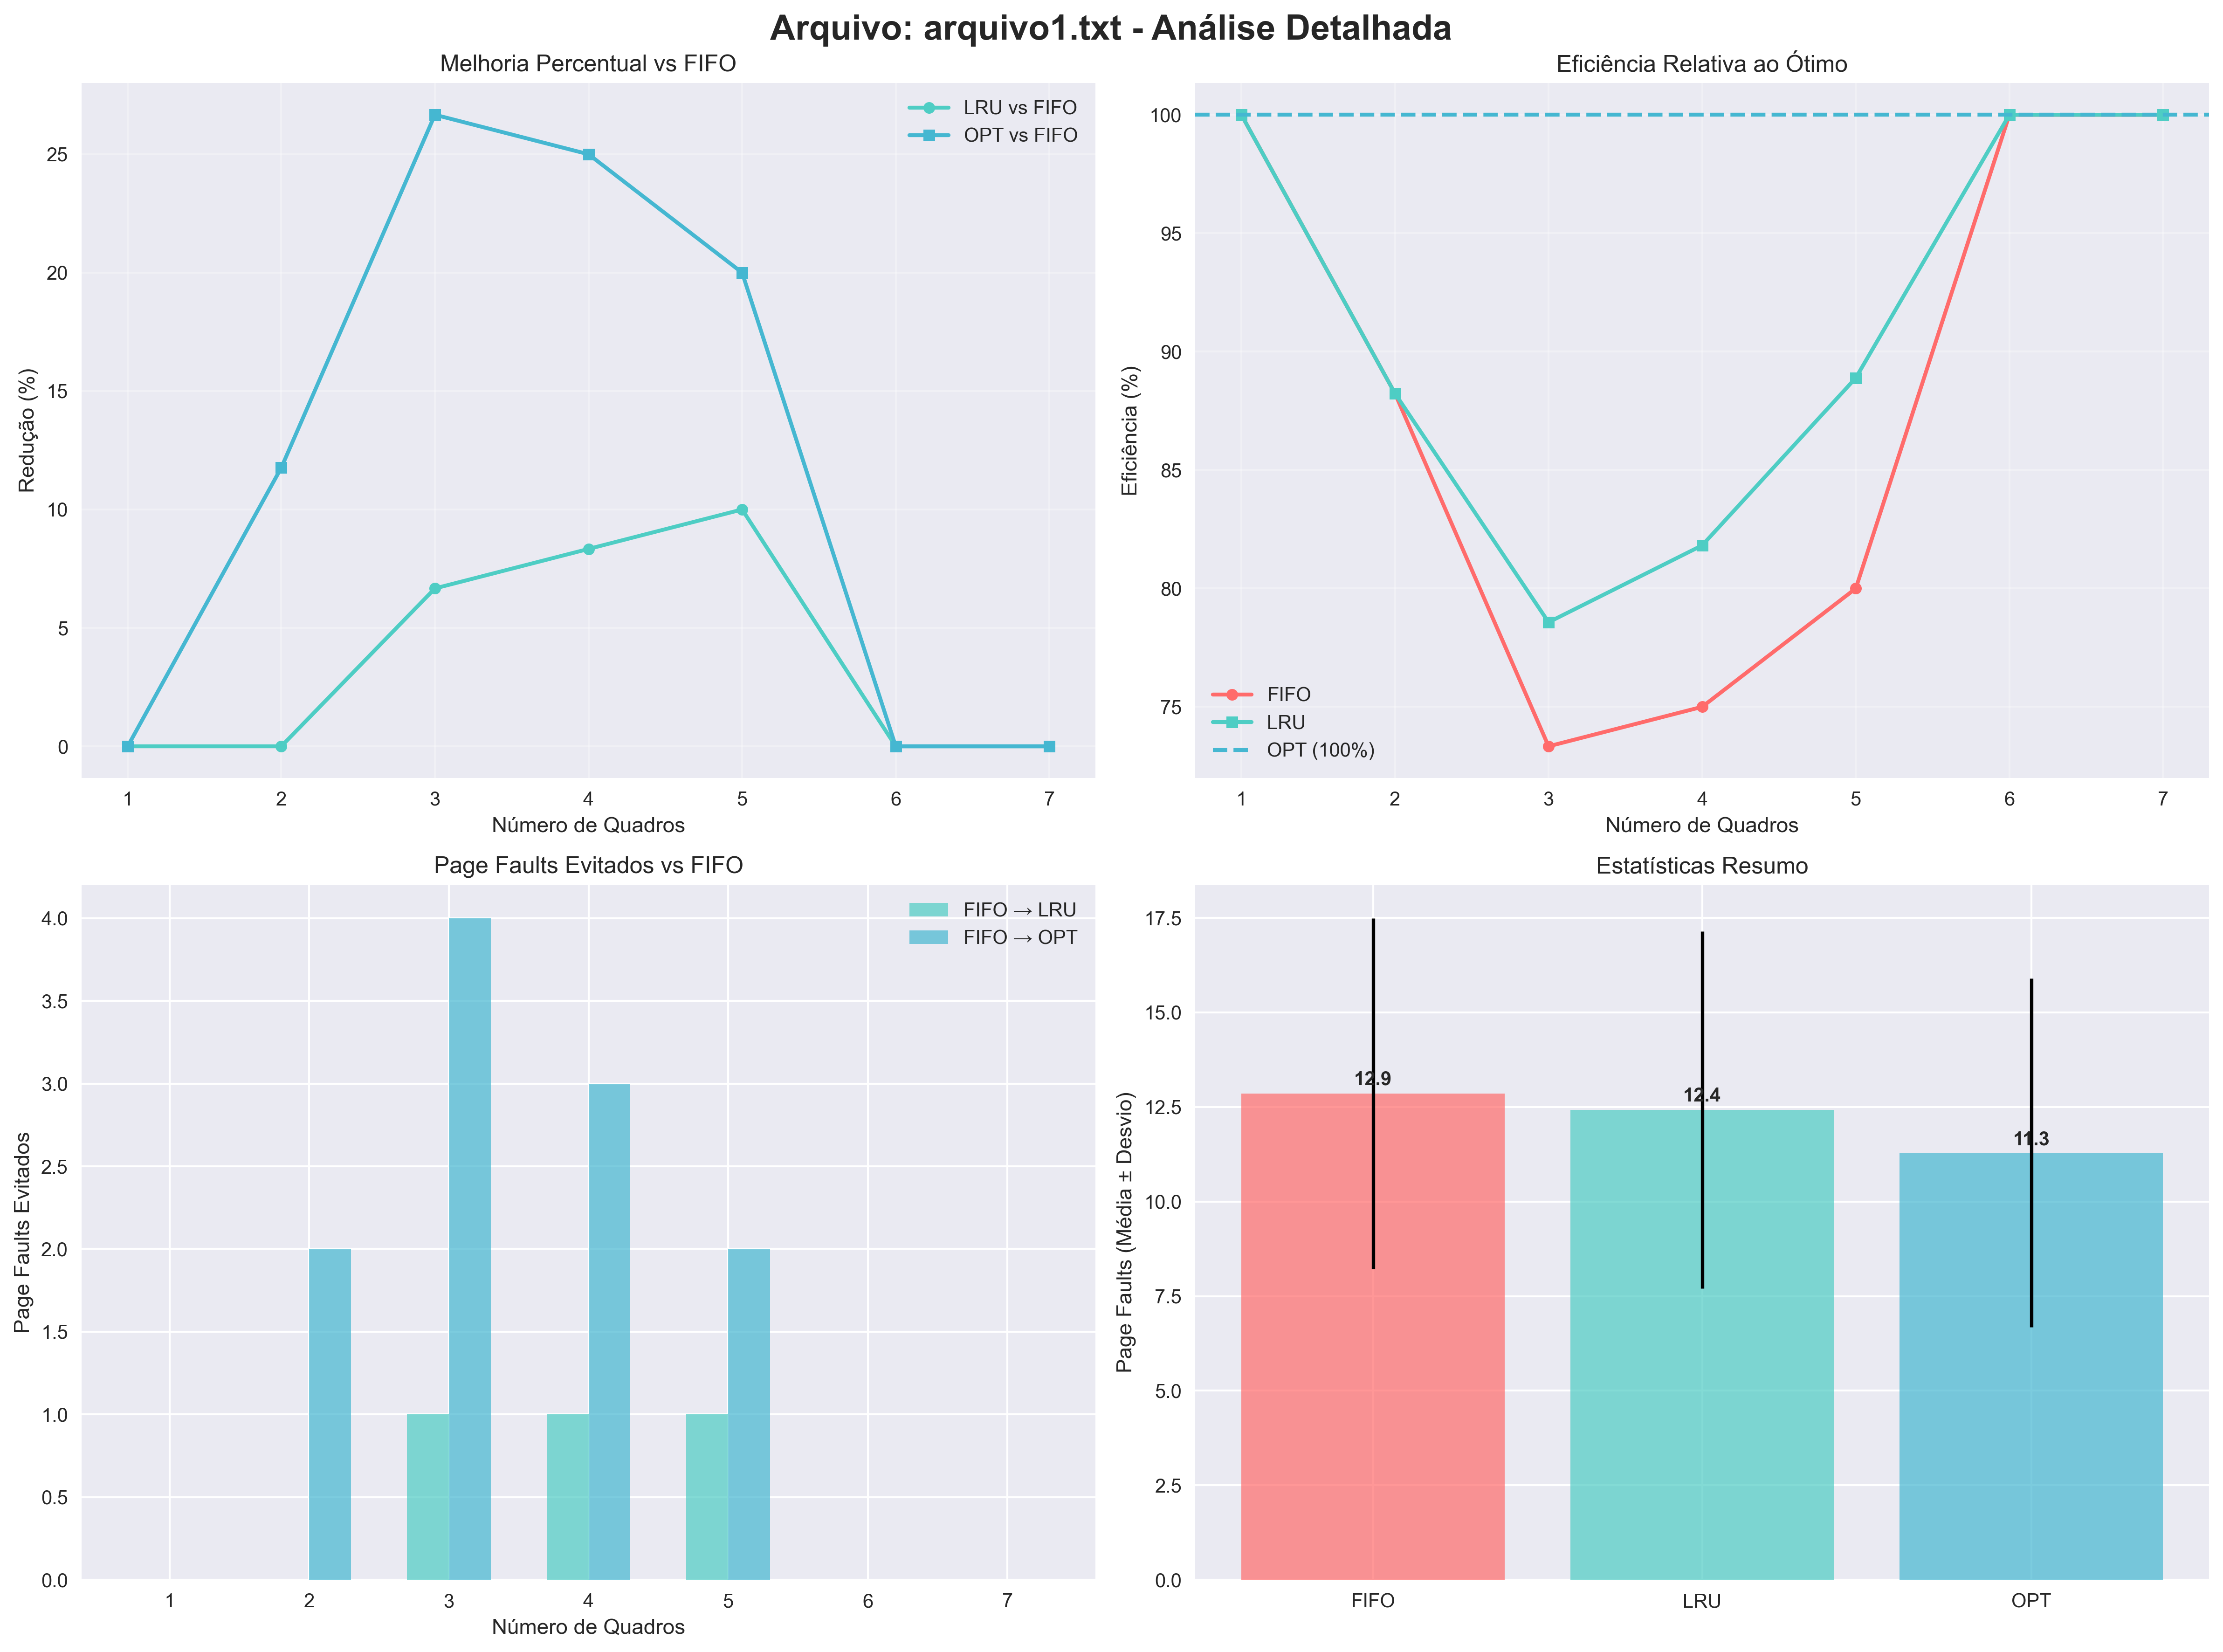 Arquivo: arquivo1.txt - Análise Detalhada
Melhoria Percentual vs FIFO
LRU vs FIFO
OPT vs FIFO
Redução (%)
25
20
15
10
5
0
1 2 3 4 5 6 7
Número de Quadros
Eficiência Relativa ao Ótimo
Eficiência (%)
100
95
90
85
80
75
FIFO
LRU
OPT (100%)
1 2 3 4 5 6 7
Número de Quadros
Page Faults Evitados vs FIFO
FIFO → LRU
FIFO → OPT
Page Faults Evitados
4.0
3.5
3.0
2.5
2.0
1.5
1.0
0.5
0.0
1 2 3 4 5 6 7
Número de Quadros
Estatísticas Resumo
Page Faults (Média ± Desvio)
17.5
15.0
12.5
10.0
7.5
5.0
2.5
0.0
12.9
12.4
11.3
FIFO LRU OPT